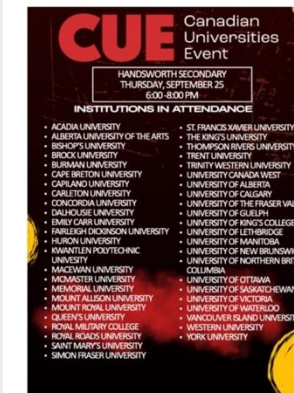 CUE
Canadian
Universities
Event
HANDSWORTH SECONDARY
THURSDAY, SEPTEMBER 25
6:00-8:00 PM
INSTITUTIONS IN ATTENDANCE
• ACADIA UNIVERSITY
• ALBERTA UNIVERSITY OF THE ARTS
• BISHOP'S UNIVERSITY
• BROCK UNIVERSITY
• BURMAN UNIVERSITY
• CAPE BRETON UNIVERSITY
• CAPILANO UNIVERSITY
• CARLETON UNIVERSITY
• CONCORDIA UNIVERSITY
• DALHOUSIE UNIVERSITY
• EMILY CARR UNIVERSITY
• FAIRLEIGH DICKINSON UNIVERSITY
• HURON UNIVERSITY
• KWANTLEN POLYTECHNIC
UNIVESITY
• MACEWAN UNIVERSITY
• MCMASTER UNIVERSITY
• MEMORIAL UNIVERSITY
• MOUNT ALLISON UNIVERSITY
• MOUNT ROYAL UNIVERSITY
• QUEEN'S UNIVERSITY
• ROYAL MILITARY COLLEGE
• ROYAL ROADS UNIVERSITY
• SAINT MARY'S UNIVERSITY
• SIMON FRASER UNIVERSITY
• ST. FRANCIS XAVIER UNIVERSITY
• THE KING'S UNIVERSITY
• THOMPSON RIVERS UNIVERSITY
• TRENT UNIVERSITY
• TRINITY WESTERN UNIVERSITY
• UNIVERSITY CANADA WEST
• UNIVERSITY OF ALBERTA
• UNIVERSITY OF CALGARY
• UNIVERSITY OF THE FRASER VAL
• UNIVERSITY OF GUELPH
• UNIVERSITY OF KING'S COLLEGE
• UNIVERSITY OF LETHBRIDGE
• UNIVERSITY OF MANITOBA
• UNIVERSITY OF NEW BRUNSW
• UNIVERSITY OF NORTHERN BRIT
COLUMBIA
• UNIVERSITY OF OTTAWA
• UNIVERSITY OF SASKATCHEWAN
• UNIVERSITY OF VICTORIA
• UNIVERSITY OF WATERLOO
• VANCOUVER ISLAND UNIVERSIT
• WESTERN UNIVERSITY
• YORK UNIVERSITY